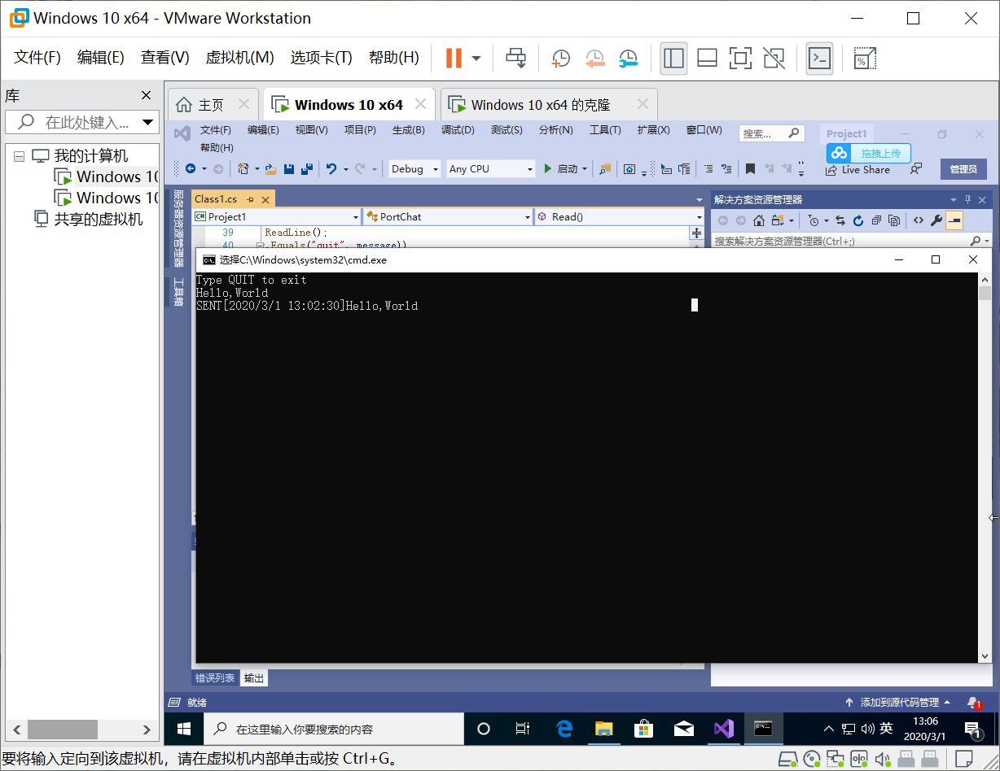 Windows 10 x64 - VMware Workstation
文件(F) 编辑(E) 查看(V) 虚拟机(M) 选项卡(T) 帮助(H)
库
在此处键入...
我的计算机
Windows 10
Windows 10
共享的虚拟机
主页 Windows 10 x64 Windows 10 x64 的克隆
文件(F) 编辑(E) 视图(V) 项目(P) 生成(B) 调试(D) 测试(S) 分析(N) 工具(T) 扩展(X) 窗口(W) 搜索... Project1
帮助(H)
拖拽上传
Debug Any CPU 启动 Live Share 管理员
服务器资源管理器
工具箱
Class1.cs
Project1 PortChat Read()
39 ReadLine();
40 .Equals("quit", message))
解决方案资源管理器
搜索解决方案资源管理器(Ctrl+;)
选择C:\Windows\system32\cmd.exe
Type QUIT to exit
Hello,World
SENT[2020/3/1 13:02:30]Hello,World
错误列表 输出
就绪 添加到源代码管理 1
在这里输入你要搜索的内容
英 13:06
2020/3/1 1
要将输入定向到该虚拟机，请在虚拟机内部单击或按 Ctrl+G。